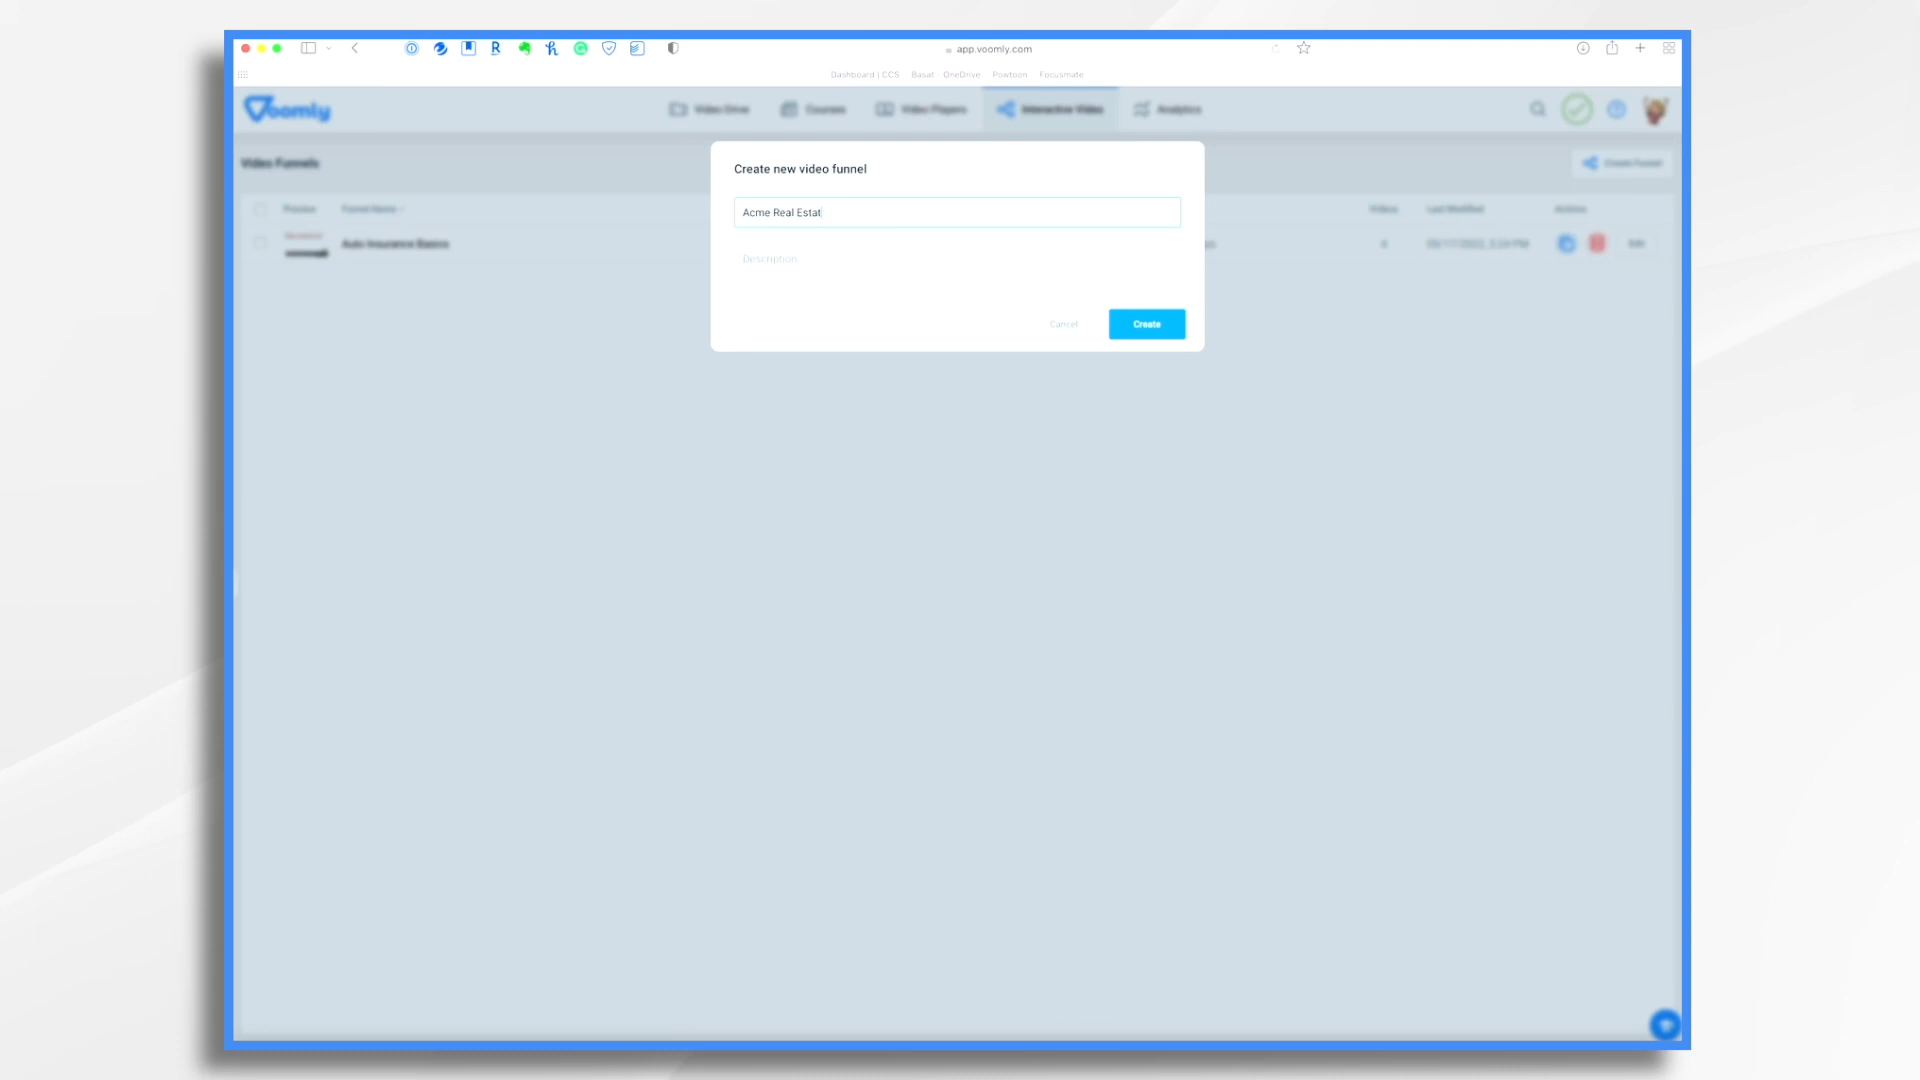 app.voomly.com
Dashboard | CCS Basat OneDrive Powtoon Focusmate
Voomly
Video Drive Courses Video Players Interactive Video Analytics
Video Funnels
Create Funnel
Create new video funnel
Acme Real Estat
Description
Cancel Create
Preview Funnel Name Videos Last Modified Actions
Auto Insurance Basics